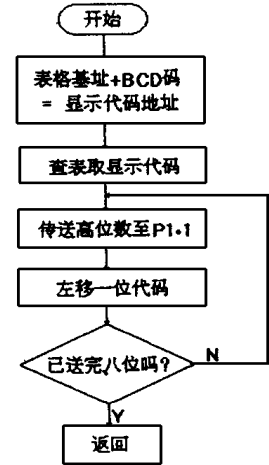 开始
表格基址+BCD码
= 显示代码地址
查表取显示代码
传送高位数至P1.1
左移一位代码
已送完八位吗?
N
Y
返回